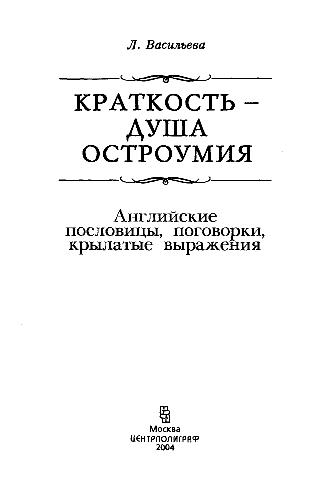 Л. Васильева
КРАТКОСТЬ –
ДУША
ОСТРОУМИЯ
Английские
пословицы, поговорки,
крылатые выражения
Москва
ЦЕНТРПОЛИГРАФ
2004